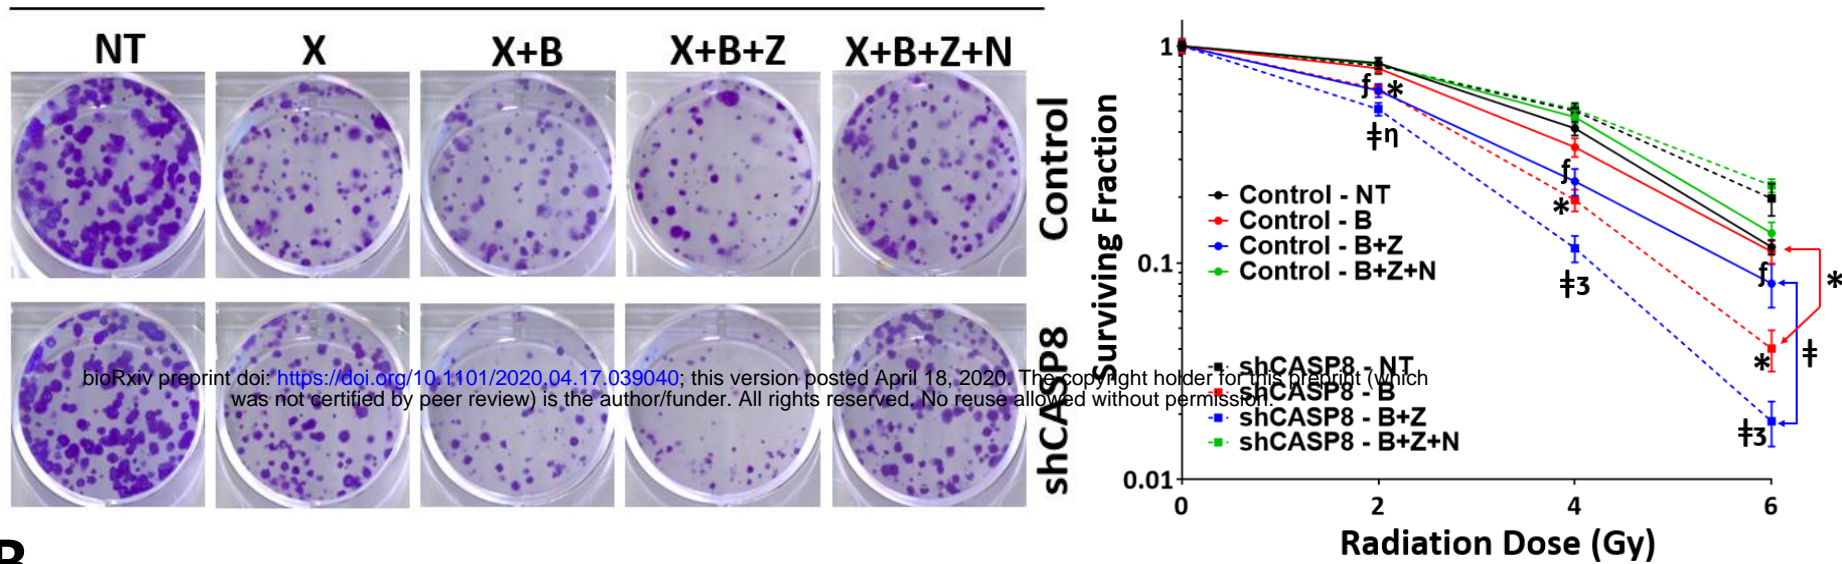 NT X X+B X+B+Z X+B+Z+N
Control
shCASP8
bioRxiv preprint doi: https://doi.org/10.1101/2020.04.17.039040; this version posted April 18, 2020. The copyright holder for this preprint (which
was not certified by peer review) is the author/funder. All rights reserved. No reuse allowed without permission.
B
Surviving Fraction
1
0.1
0.01
ƒ *
ǂη
ƒ
*
ǂʒ
ƒ
*
*
ǂ
ǂʒ
Control - NT
Control - B
Control - B+Z
Control - B+Z+N
shCASP8 - NT
shCASP8 - B
shCASP8 - B+Z
shCASP8 - B+Z+N
0 2 4 6
Radiation Dose (Gy)